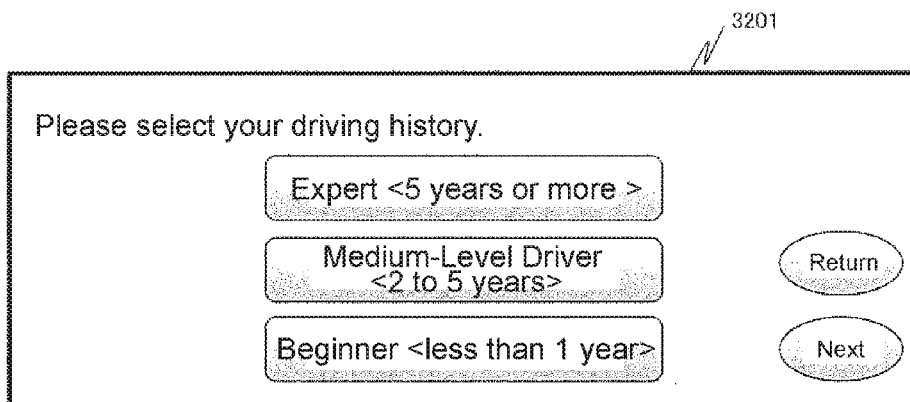 3201
Please select your driving history.
Expert <5 years or more >
Medium-Level Driver
<2 to 5 years>
Return
Beginner <less than 1 year>
Next